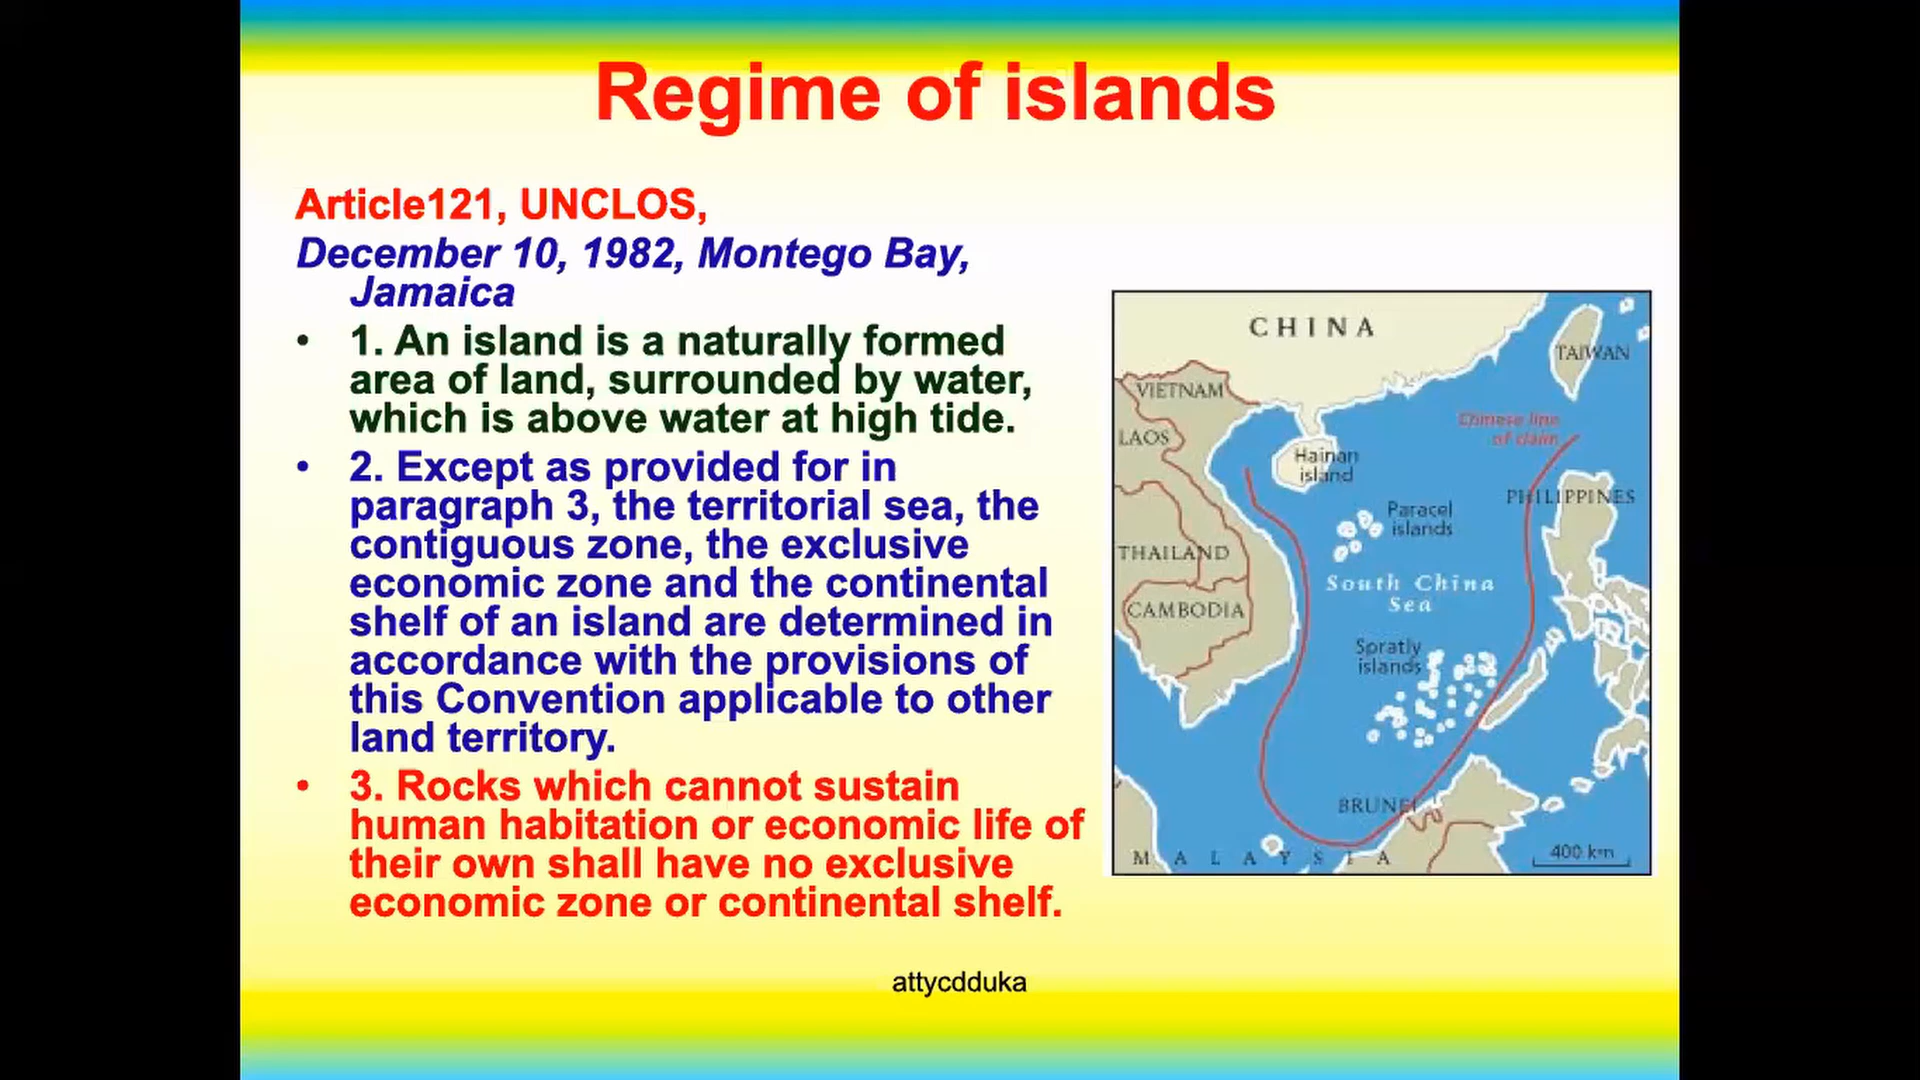 Regime of islands
Article121, UNCLOS,
December 10, 1982, Montego Bay,
Jamaica
• 1. An island is a naturally formed
area of land, surrounded by water,
which is above water at high tide.
• 2. Except as provided for in
paragraph 3, the territorial sea, the
contiguous zone, the exclusive
economic zone and the continental
shelf of an island are determined in
accordance with the provisions of
this Convention applicable to other
land territory.
• 3. Rocks which cannot sustain
human habitation or economic life of
their own shall have no exclusive
economic zone or continental shelf.
CHINA
TAIWAN
VIETNAM
Chinese line
of claim
LAOS
Hainan
island
PHILIPPINES
Paracel
islands
THAILAND
South China
Sea
CAMBODIA
Spratly
islands
BRUNEI
MALAYSIA
400 km
attycdduka